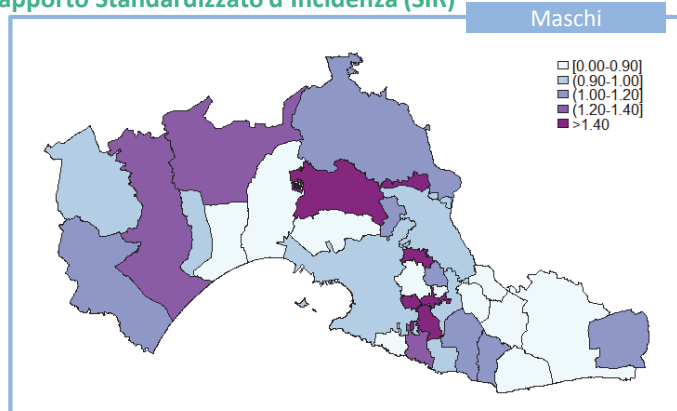 apporto Standardizzato d'Incidenza (SIR)
Maschi
[0.00-0.90]
(0.90-1.00]
(1.00-1.20]
(1.20-1.40]
>1.40